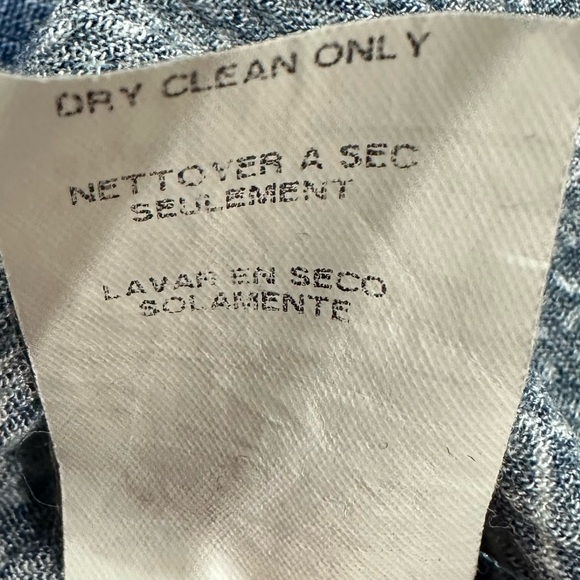 DRY CLEAN ONLY
NETTOYER A SEC
SEULEMENT
LAVAR EN SECO
SOLAMENTE